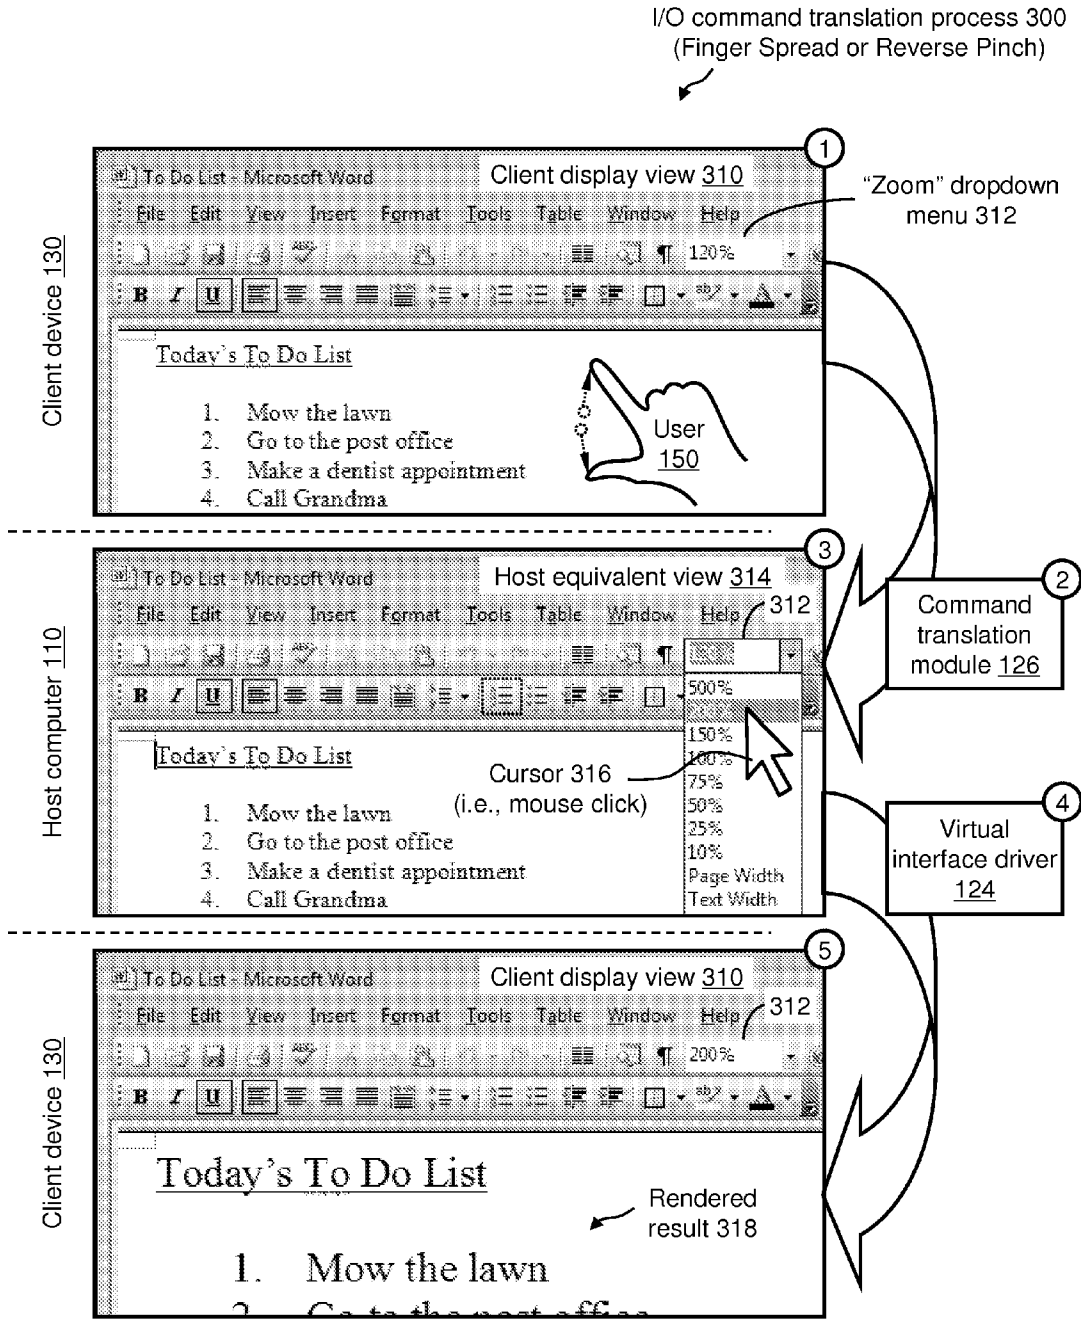 I/O command translation process 300
(Finger Spread or Reverse Pinch)
Client device 130
1
To Do List - Microsoft Word
Client display view 310
"Zoom" dropdown
menu 312
File Edit View Insert Format Tools Table Window Help
120%
B I U
Today's To Do List
1. Mow the lawn
2. Go to the post office
3. Make a dentist appointment
4. Call Grandma
User
150
Host computer 110
3
To Do List - Microsoft Word
Host equivalent view 314
File Edit View Insert Format Tools Table Window Help
312
2
Command
translation
module 126
B I U
500%
150%
100%
75%
50%
25%
10%
Page Width
Text Width
Today's To Do List
Cursor 316
(i.e., mouse click)
1. Mow the lawn
2. Go to the post office
3. Make a dentist appointment
4. Call Grandma
4
Virtual
interface driver
124
Client device 130
5
To Do List - Microsoft Word
Client display view 310
File Edit View Insert Format Tools Table Window Help
312
200%
B I U
Today's To Do List
Rendered
result 318
1. Mow the lawn
2. Go to the post office